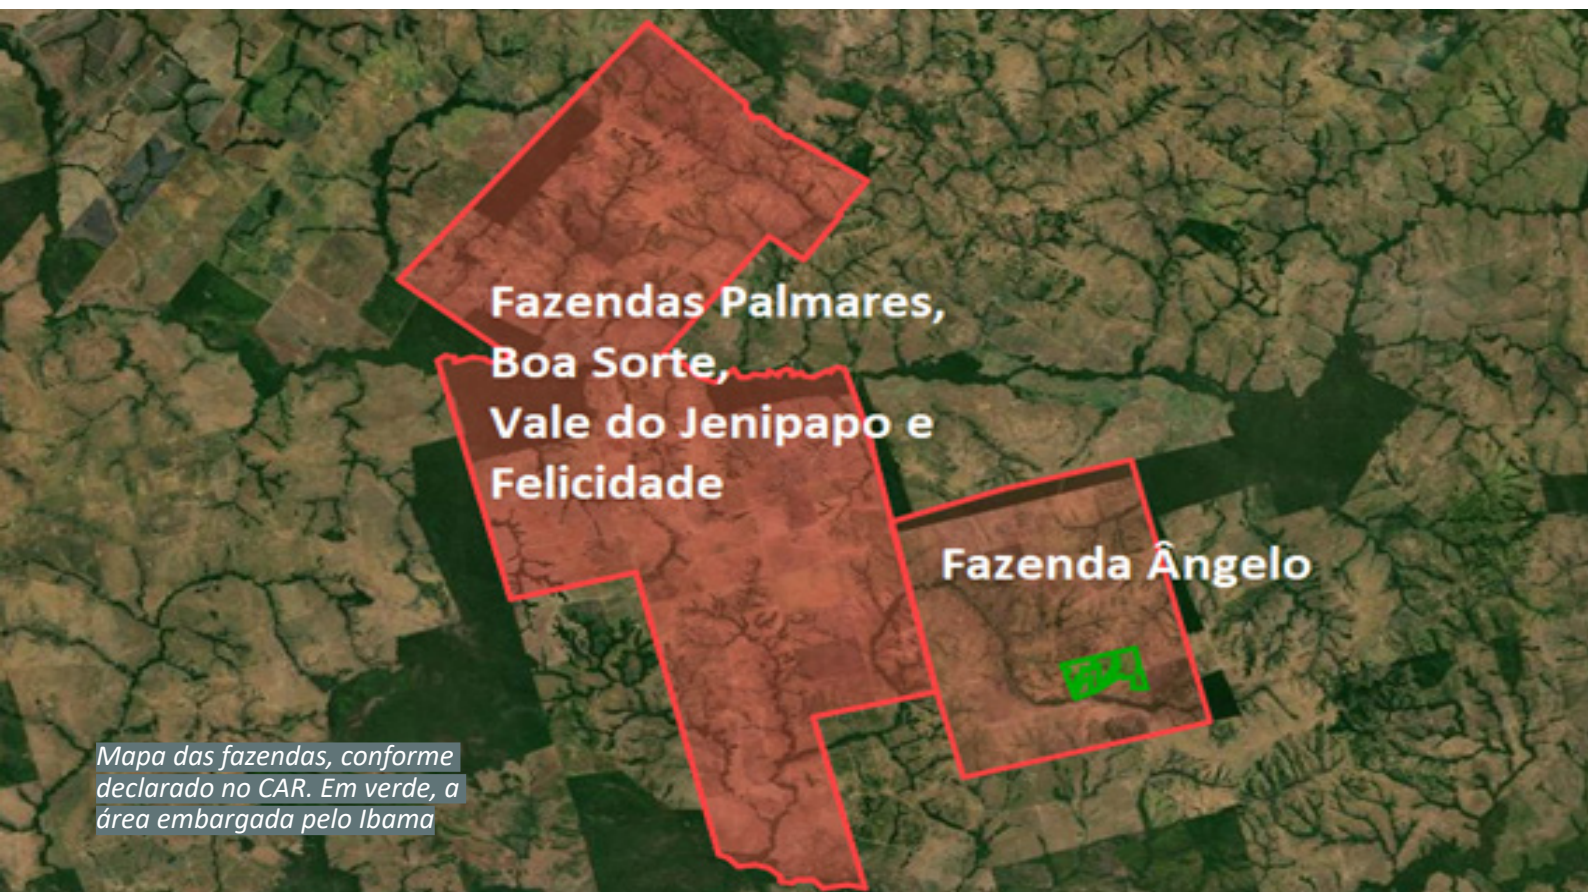 Fazendas Palmares,
Boa Sorte,
Vale do Jenipapo e
Felicidade
Fazenda Ângelo
Mapa das fazendas, conforme
declarado no CAR. Em verde, a
área embargada pelo Ibama